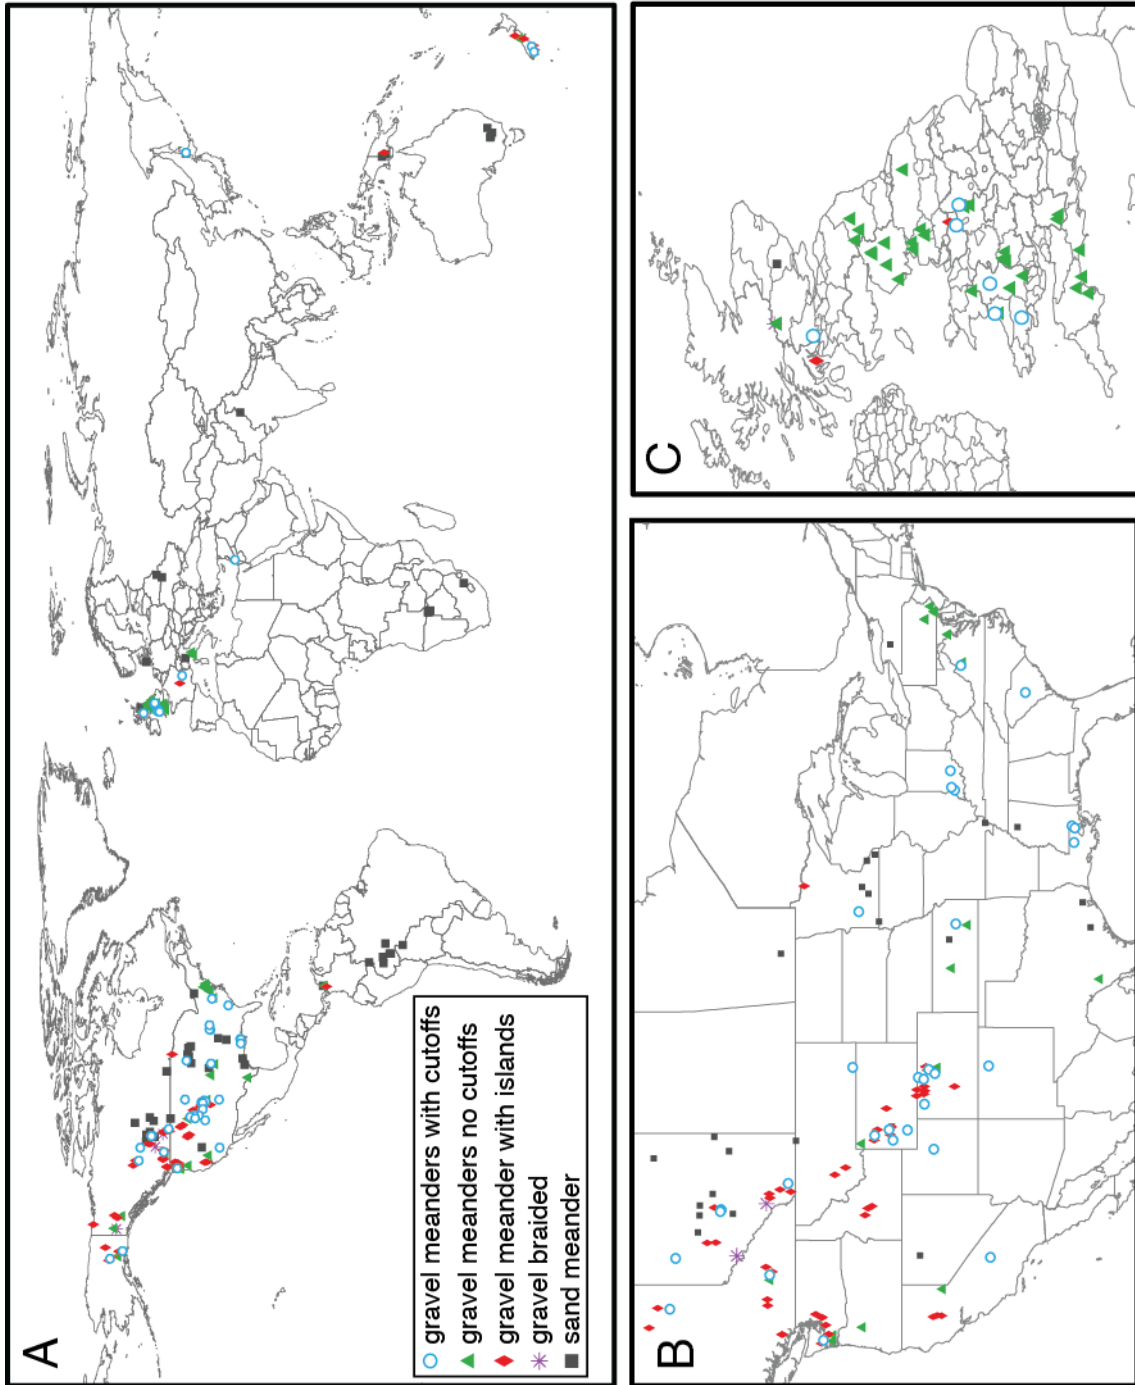 A
gravel meanders with cutoffs
gravel meanders no cutoffs
gravel meander with islands
gravel braided
sand meander
B
C